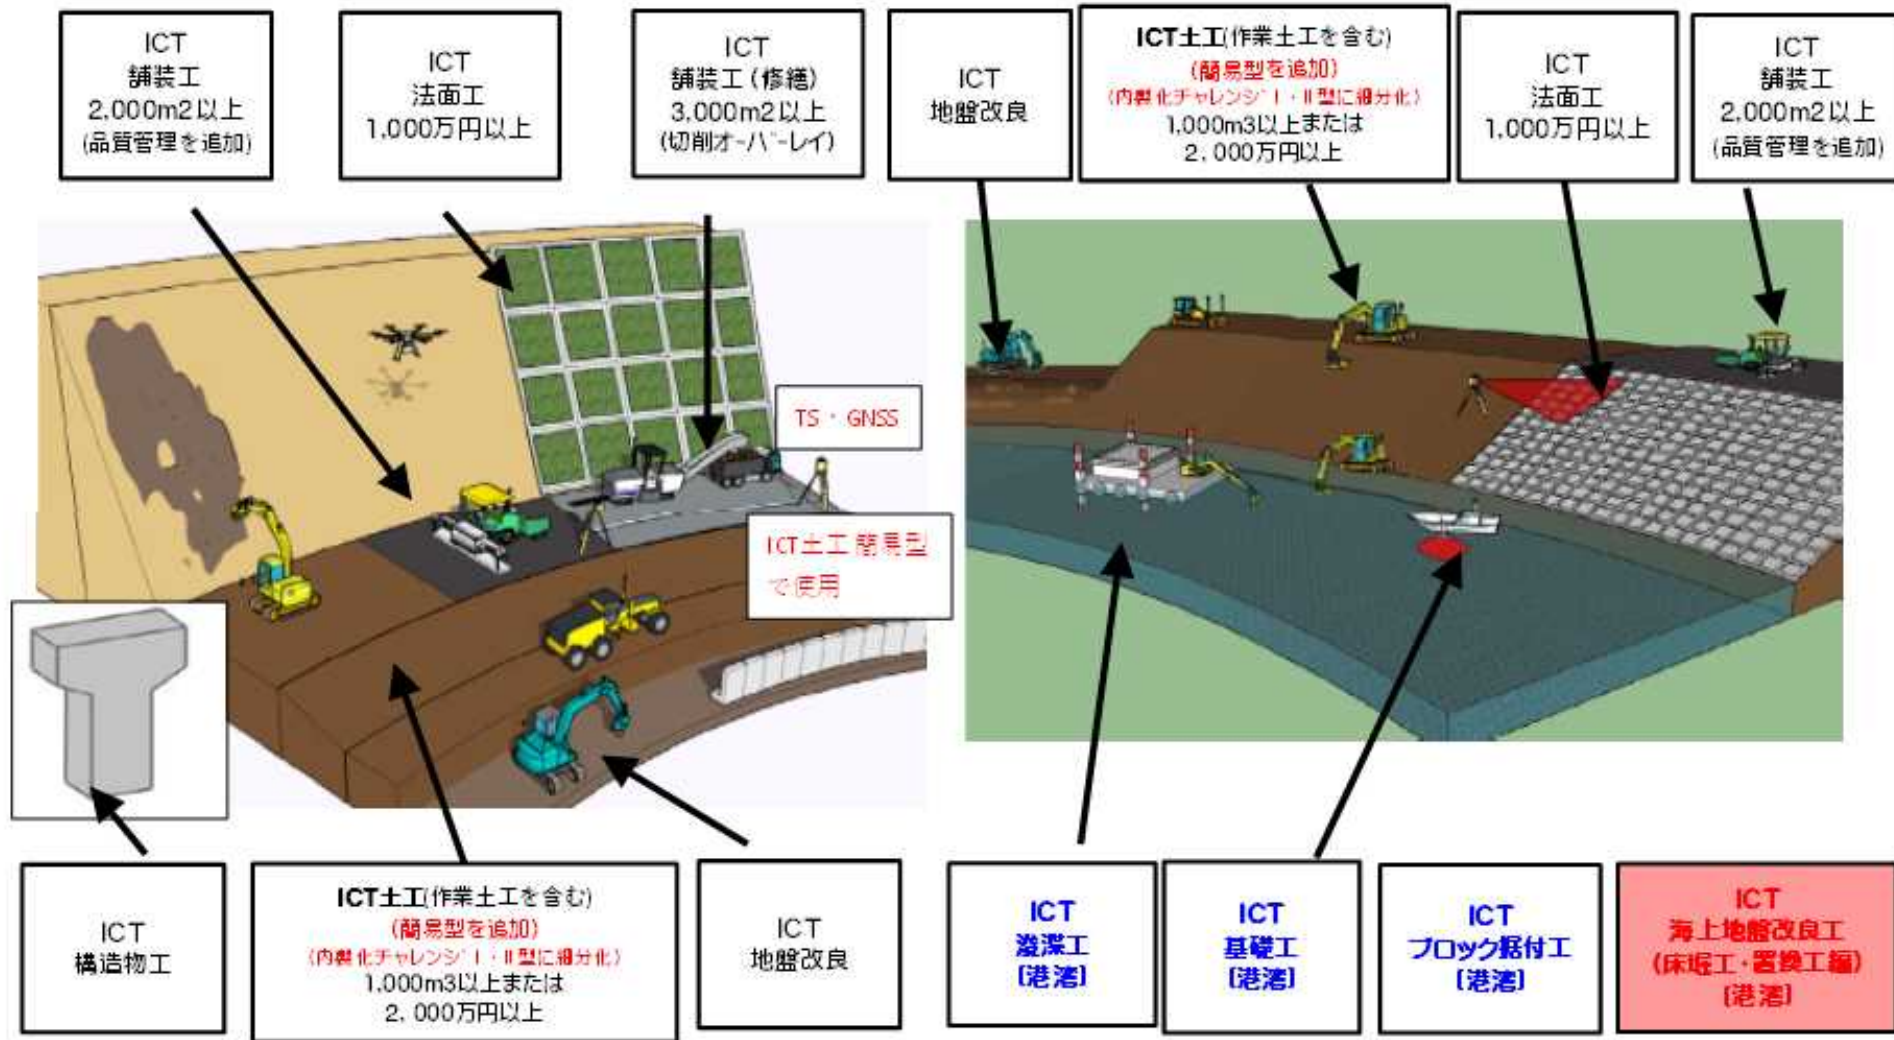 ICT
舗装工
2,000m2以上
(品質管理を追加)
ICT
法面工
1,000万円以上
ICT
舗装工(修繕)
3,000m2以上
(切削オーバーレイ)
ICT
地盤改良
ICT土工(作業土工を含む)
(簡易型を追加)
(内製化チャレンジⅠ・Ⅱ型に細分化)
1,000m3以上または
2,000万円以上
ICT
法面工
1,000万円以上
ICT
舗装工
2,000m2以上
(品質管理を追加)
TS・GNSS
ICT土工 簡易型
で使用
ICT
構造物工
ICT土工(作業土工を含む)
(簡易型を追加)
(内製化チャレンジⅠ・Ⅱ型に細分化)
1,000m3以上または
2,000万円以上
ICT
地盤改良
ICT
浚渫工
[港湾]
ICT
基礎工
[港湾]
ICT
ブロック据付工
[港湾]
ICT
海上地盤改良工
(床堀工・置換工編)
[港湾]